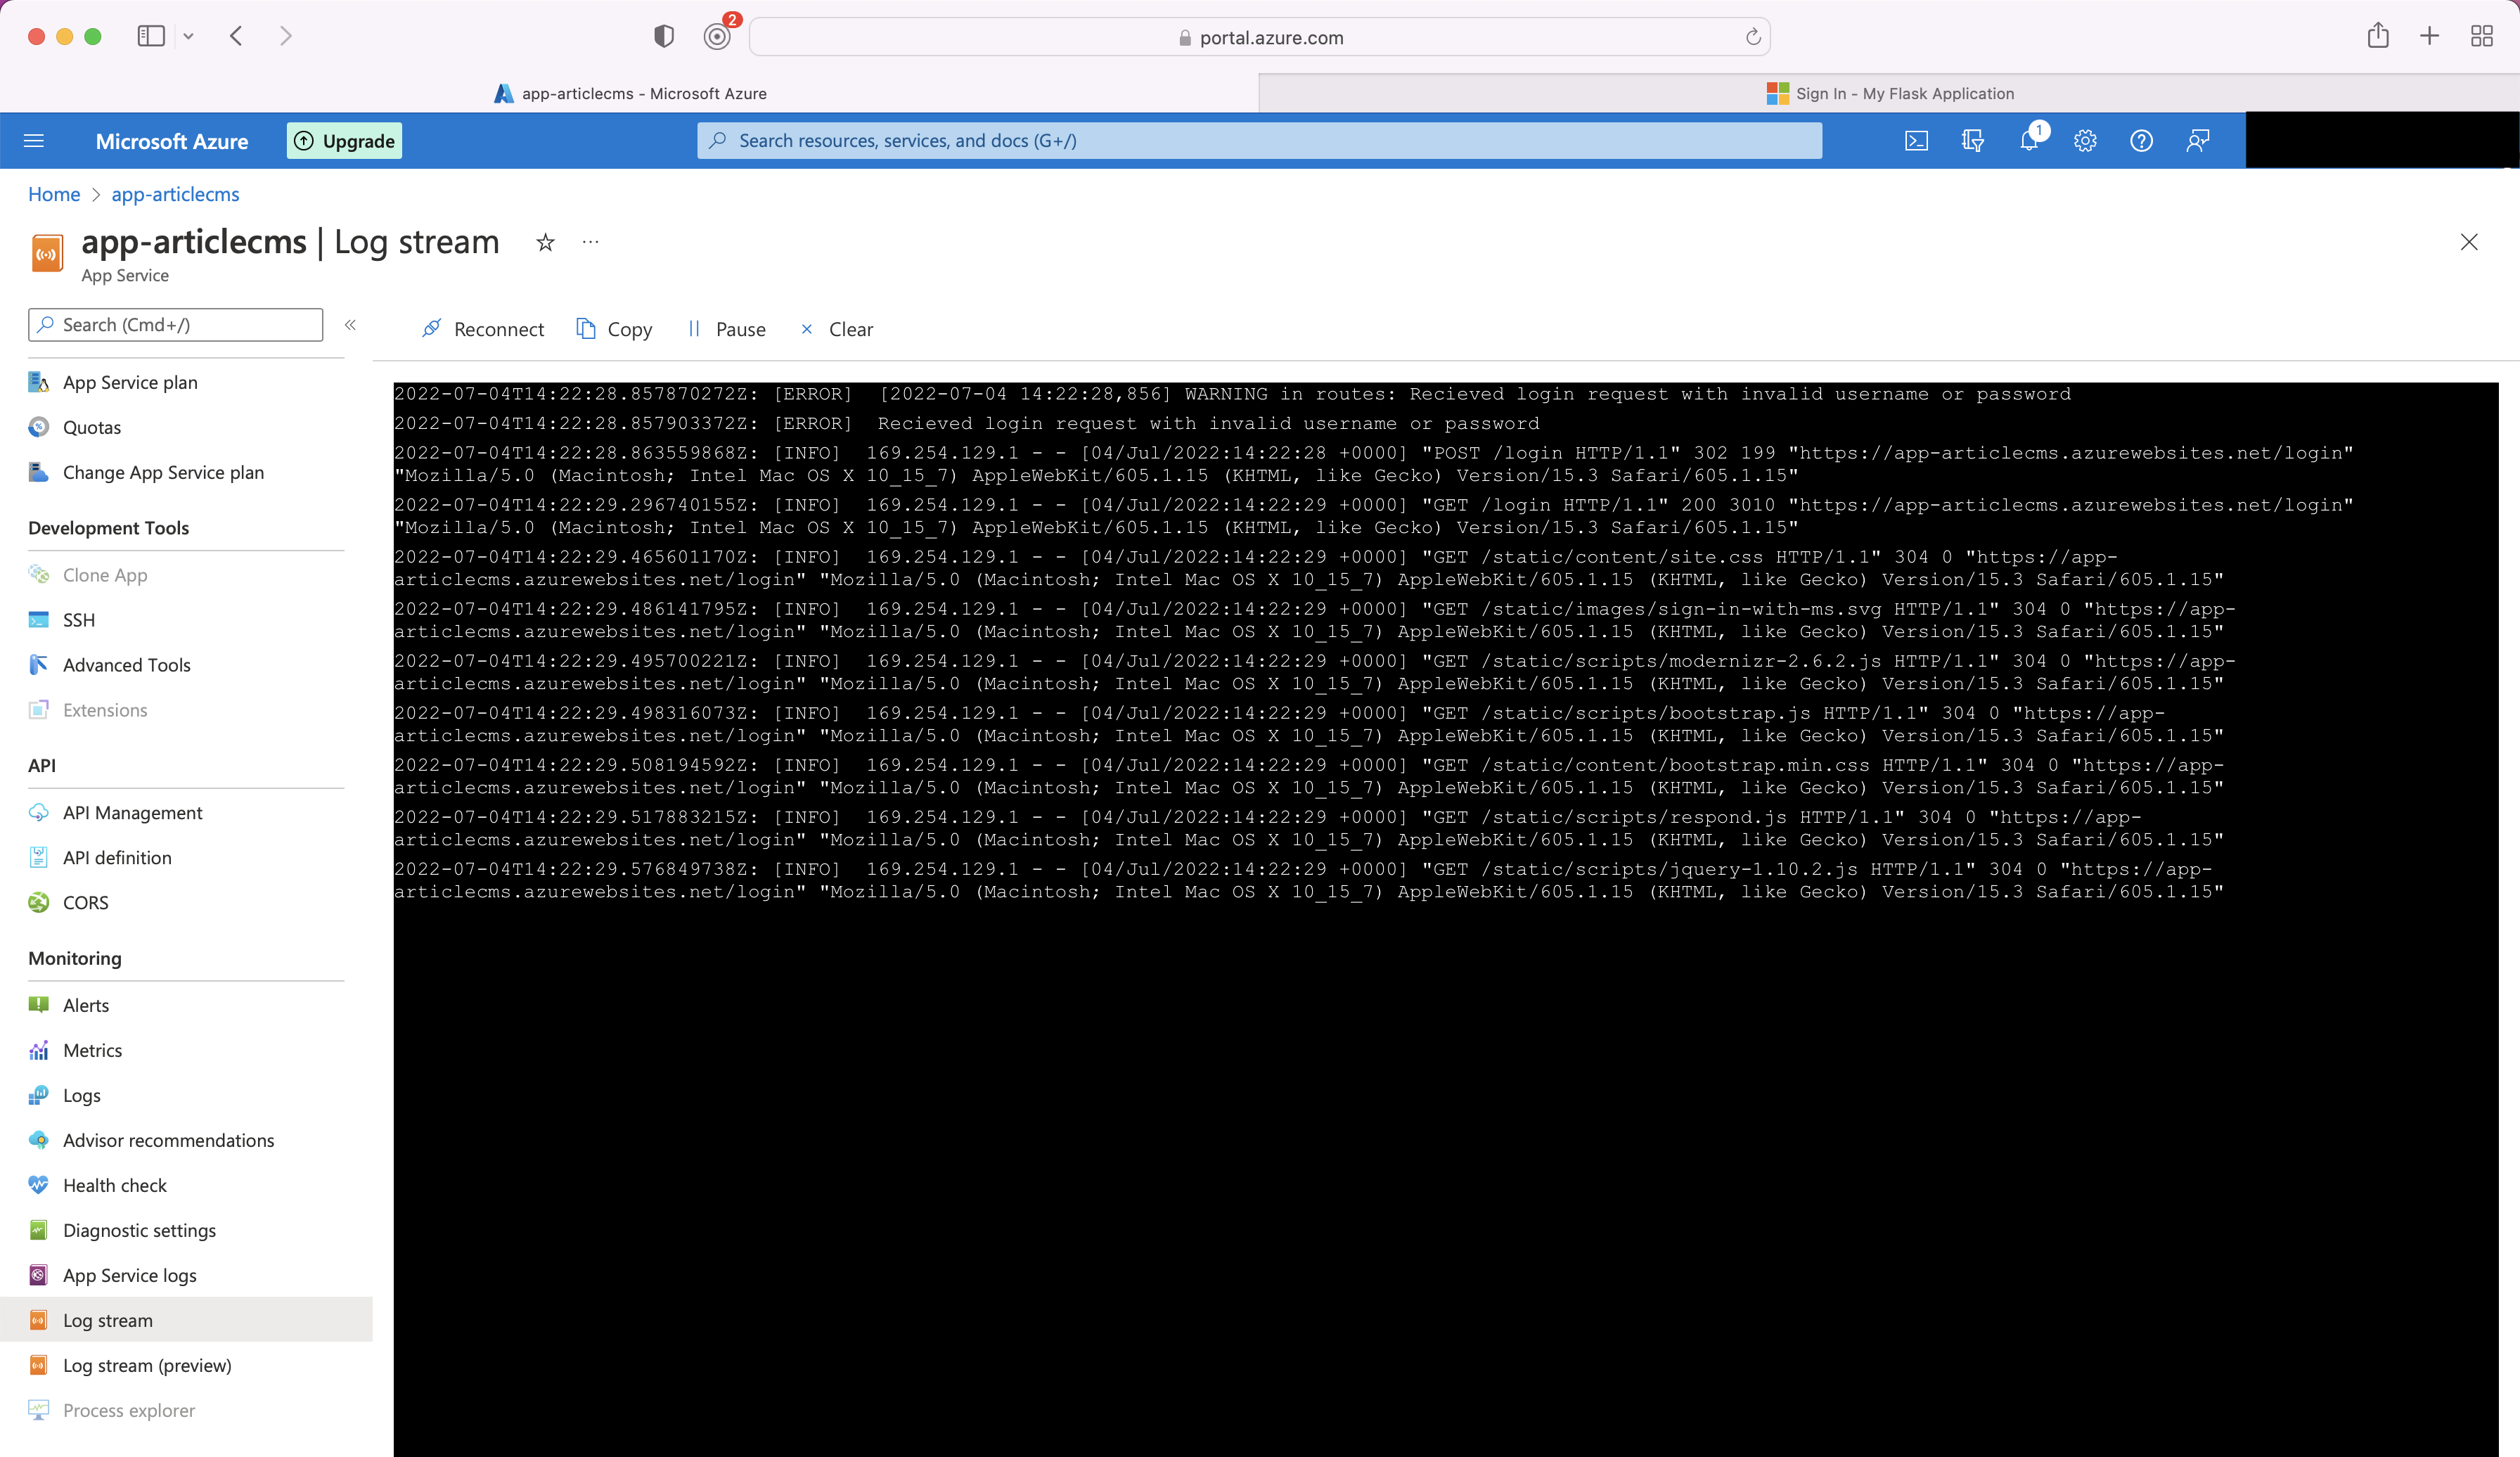 2
portal.azure.com
app-articlecms - Microsoft Azure
Sign In - My Flask Application
Microsoft Azure
Upgrade
Search resources, services, and docs (G+/)
1
Home > app-articlecms
app-articlecms | Log stream
App Service
Search (Cmd+/)
Reconnect
Copy
Pause
Clear
App Service plan
Quotas
Change App Service plan
Development Tools
Clone App
SSH
Advanced Tools
Extensions
API
API Management
API definition
CORS
Monitoring
Alerts
Metrics
Logs
Advisor recommendations
Health check
Diagnostic settings
App Service logs
Log stream
Log stream (preview)
Process explorer
2022-07-04T14:22:28.857870272Z: [ERROR]  [2022-07-04 14:22:28,856] WARNING in routes: Recieved login request with invalid username or password
2022-07-04T14:22:28.857903372Z: [ERROR]  Recieved login request with invalid username or password
2022-07-04T14:22:28.863559868Z: [INFO]  169.254.129.1 - - [04/Jul/2022:14:22:28 +0000] "POST /login HTTP/1.1" 302 199 "https://app-articlecms.azurewebsites.net/login"
"Mozilla/5.0 (Macintosh; Intel Mac OS X 10_15_7) AppleWebKit/605.1.15 (KHTML, like Gecko) Version/15.3 Safari/605.1.15"
2022-07-04T14:22:29.296740155Z: [INFO]  169.254.129.1 - - [04/Jul/2022:14:22:29 +0000] "GET /login HTTP/1.1" 200 3010 "https://app-articlecms.azurewebsites.net/login"
"Mozilla/5.0 (Macintosh; Intel Mac OS X 10_15_7) AppleWebKit/605.1.15 (KHTML, like Gecko) Version/15.3 Safari/605.1.15"
2022-07-04T14:22:29.465601170Z: [INFO]  169.254.129.1 - - [04/Jul/2022:14:22:29 +0000] "GET /static/content/site.css HTTP/1.1" 304 0 "https://app-
articlecms.azurewebsites.net/login" "Mozilla/5.0 (Macintosh; Intel Mac OS X 10_15_7) AppleWebKit/605.1.15 (KHTML, like Gecko) Version/15.3 Safari/605.1.15"
2022-07-04T14:22:29.486141795Z: [INFO]  169.254.129.1 - - [04/Jul/2022:14:22:29 +0000] "GET /static/images/sign-in-with-ms.svg HTTP/1.1" 304 0 "https://app-
articlecms.azurewebsites.net/login" "Mozilla/5.0 (Macintosh; Intel Mac OS X 10_15_7) AppleWebKit/605.1.15 (KHTML, like Gecko) Version/15.3 Safari/605.1.15"
2022-07-04T14:22:29.495700221Z: [INFO]  169.254.129.1 - - [04/Jul/2022:14:22:29 +0000] "GET /static/scripts/modernizr-2.6.2.js HTTP/1.1" 304 0 "https://app-
articlecms.azurewebsites.net/login" "Mozilla/5.0 (Macintosh; Intel Mac OS X 10_15_7) AppleWebKit/605.1.15 (KHTML, like Gecko) Version/15.3 Safari/605.1.15"
2022-07-04T14:22:29.498316073Z: [INFO]  169.254.129.1 - - [04/Jul/2022:14:22:29 +0000] "GET /static/scripts/bootstrap.js HTTP/1.1" 304 0 "https://app-
articlecms.azurewebsites.net/login" "Mozilla/5.0 (Macintosh; Intel Mac OS X 10_15_7) AppleWebKit/605.1.15 (KHTML, like Gecko) Version/15.3 Safari/605.1.15"
2022-07-04T14:22:29.508194592Z: [INFO]  169.254.129.1 - - [04/Jul/2022:14:22:29 +0000] "GET /static/content/bootstrap.min.css HTTP/1.1" 304 0 "https://app-
articlecms.azurewebsites.net/login" "Mozilla/5.0 (Macintosh; Intel Mac OS X 10_15_7) AppleWebKit/605.1.15 (KHTML, like Gecko) Version/15.3 Safari/605.1.15"
2022-07-04T14:22:29.517883215Z: [INFO]  169.254.129.1 - - [04/Jul/2022:14:22:29 +0000] "GET /static/scripts/respond.js HTTP/1.1" 304 0 "https://app-
articlecms.azurewebsites.net/login" "Mozilla/5.0 (Macintosh; Intel Mac OS X 10_15_7) AppleWebKit/605.1.15 (KHTML, like Gecko) Version/15.3 Safari/605.1.15"
2022-07-04T14:22:29.576849738Z: [INFO]  169.254.129.1 - - [04/Jul/2022:14:22:29 +0000] "GET /static/scripts/jquery-1.10.2.js HTTP/1.1" 304 0 "https://app-
articlecms.azurewebsites.net/login" "Mozilla/5.0 (Macintosh; Intel Mac OS X 10_15_7) AppleWebKit/605.1.15 (KHTML, like Gecko) Version/15.3 Safari/605.1.15"